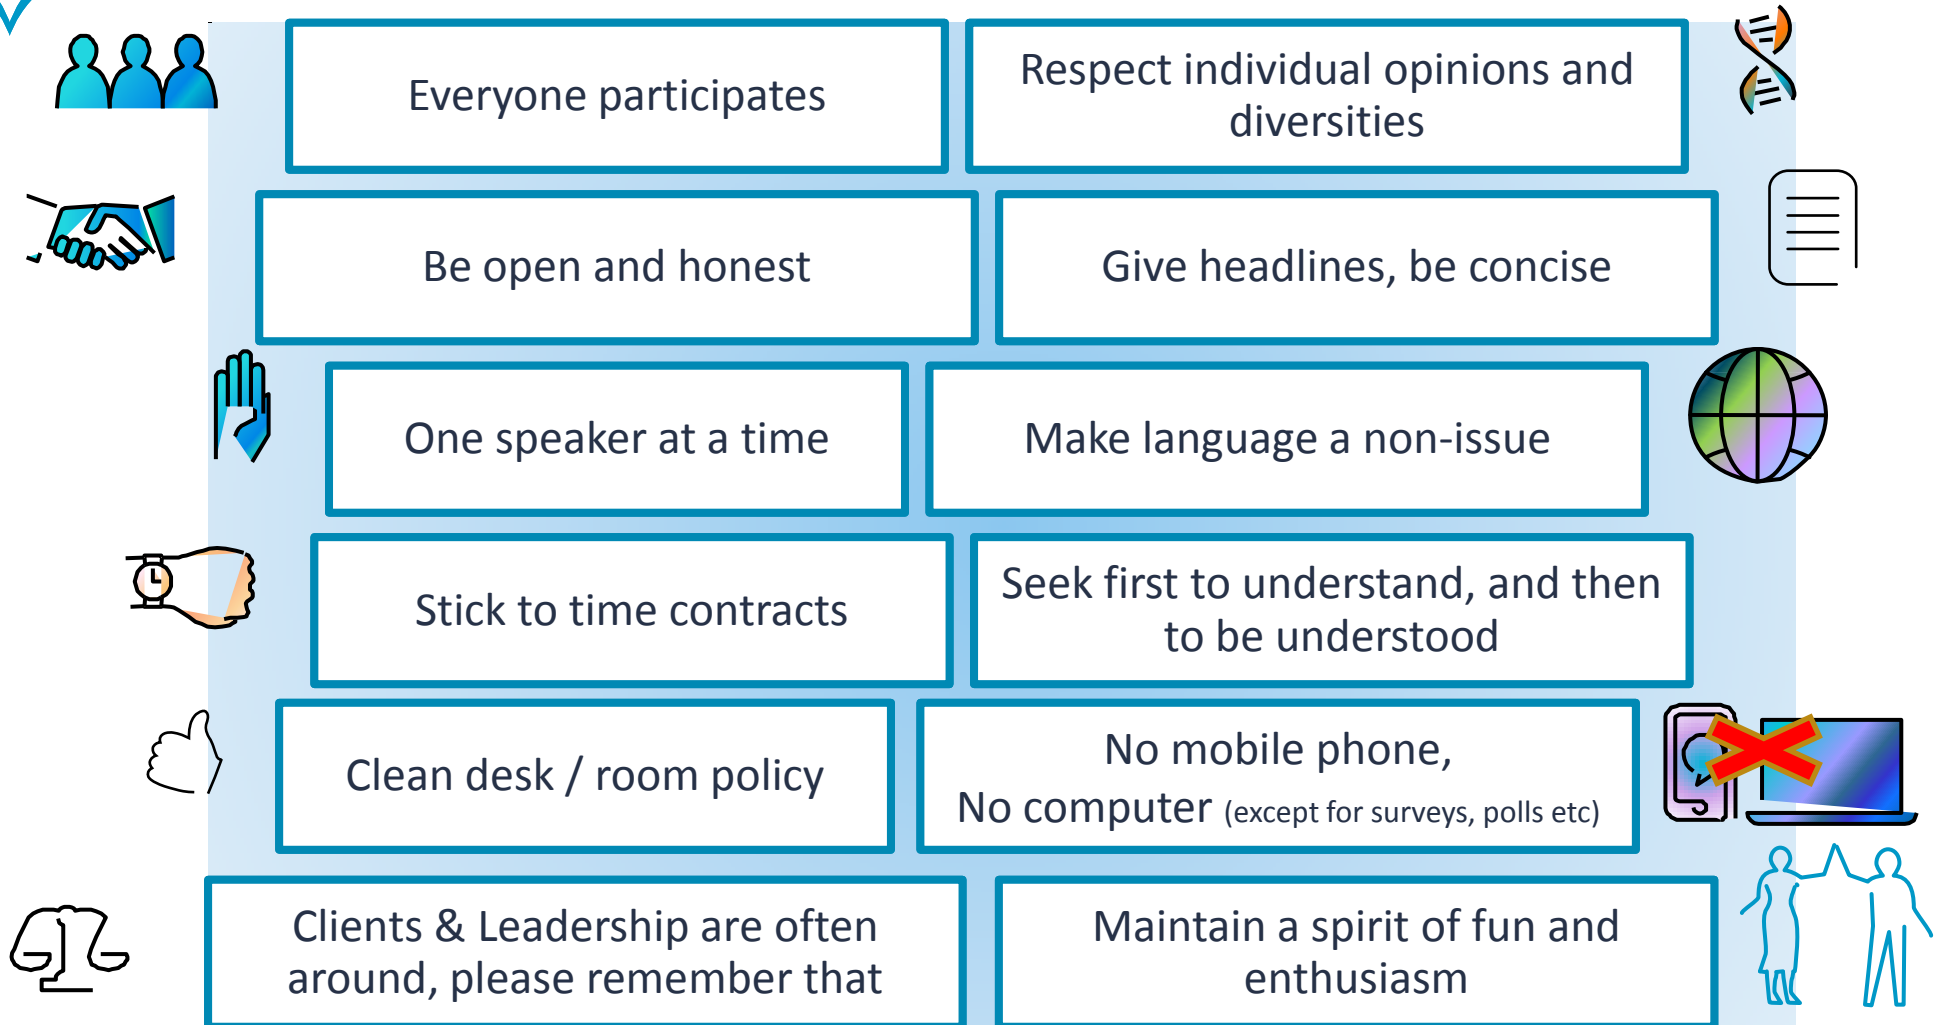 Everyone participates
Respect individual opinions and
diversities
Be open and honest
Give headlines, be concise
One speaker at a time
Make language a non-issue
Stick to time contracts
Seek first to understand, and then
to be understood
Clean desk / room policy
No mobile phone,
No computer (except for surveys, polls etc)
Clients & Leadership are often
around, please remember that
Maintain a spirit of fun and
enthusiasm